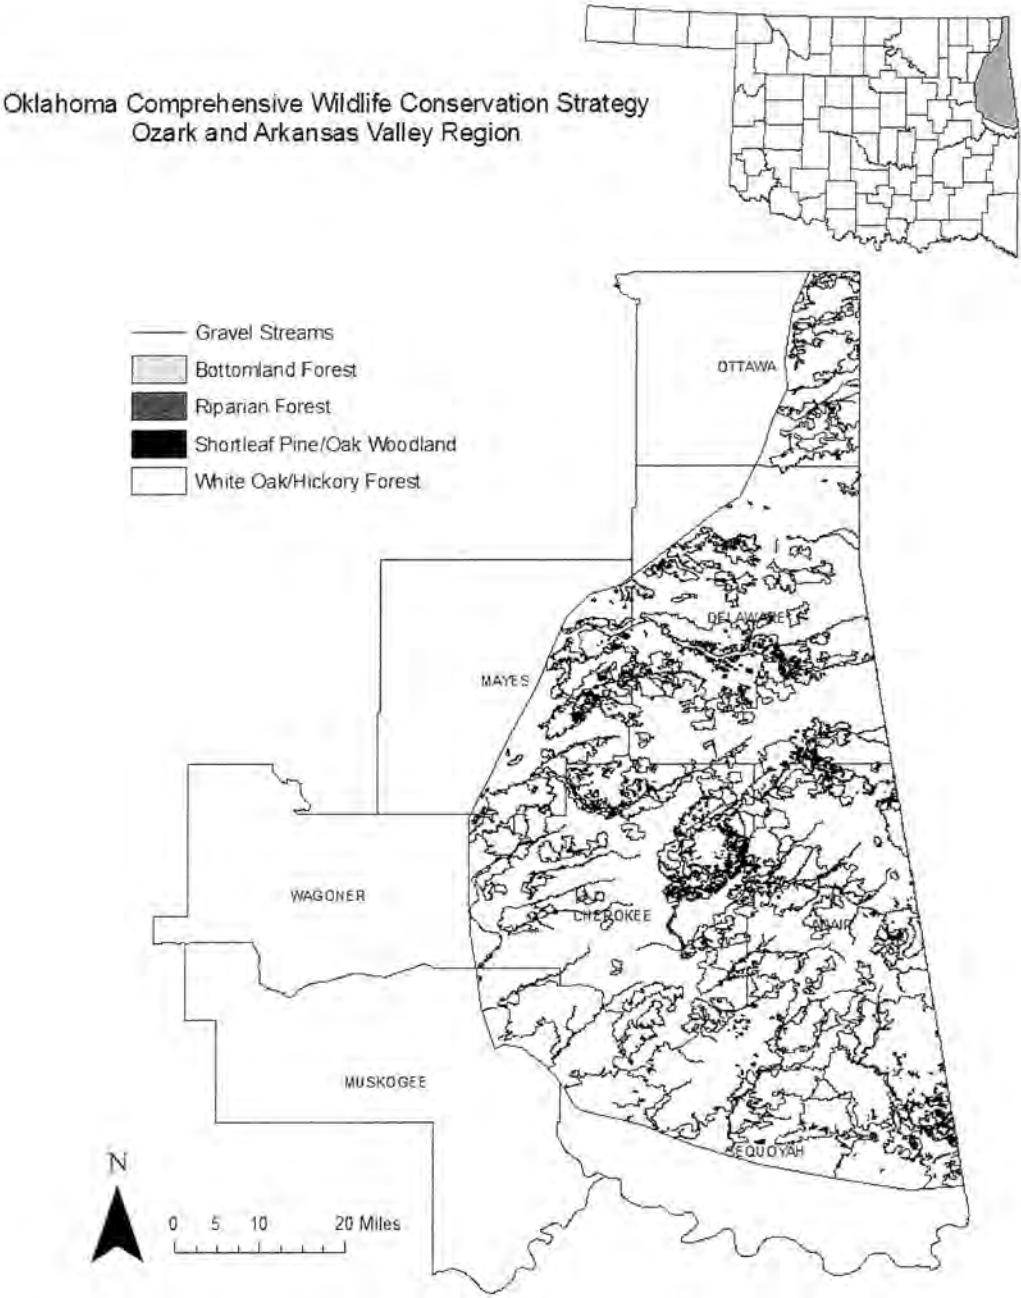 Oklahoma Comprehensive Wildlife Conservation Strategy
Ozark and Arkansas Valley Region
Gravel Streams
Bottomland Forest
Riparian Forest
Shortleaf Pine/Oak Woodland
White Oak/Hickory Forest
OTTAWA
DELAWARE
MAYES
WAGONER
CHEROKEE
ADAIR
MUSKOGEE
SEQUOYAH
N
0 5 10 20 Miles